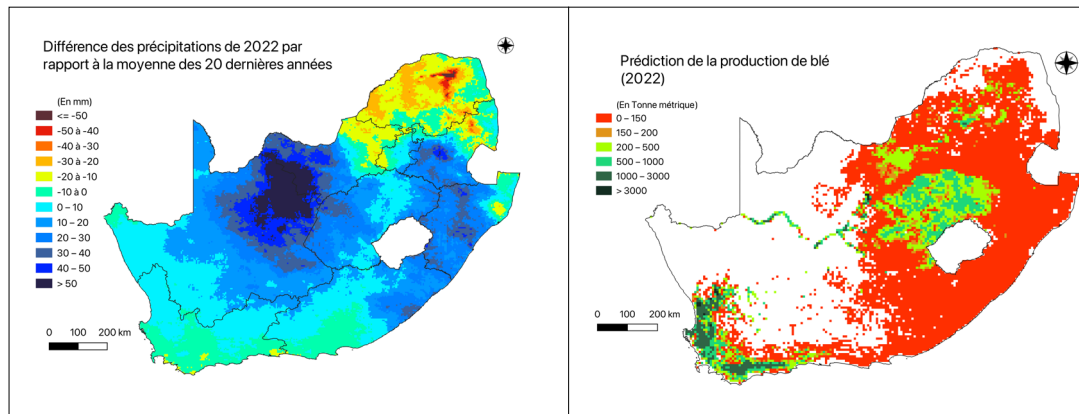 Différence des précipitations de 2022 par
rapport à la moyenne des 20 dernières années
(En mm)
<= -50
-50 à -40
-40 à -30
-30 à -20
-20 à -10
-10 à 0
0 – 10
10 – 20
20 – 30
30 – 40
40 – 50
> 50
0 100 200 km
Prédiction de la production de blé
(2022)
(En Tonne métrique)
0 – 150
150 – 200
200 – 500
500 – 1000
1000 – 3000
> 3000
0 100 200 km